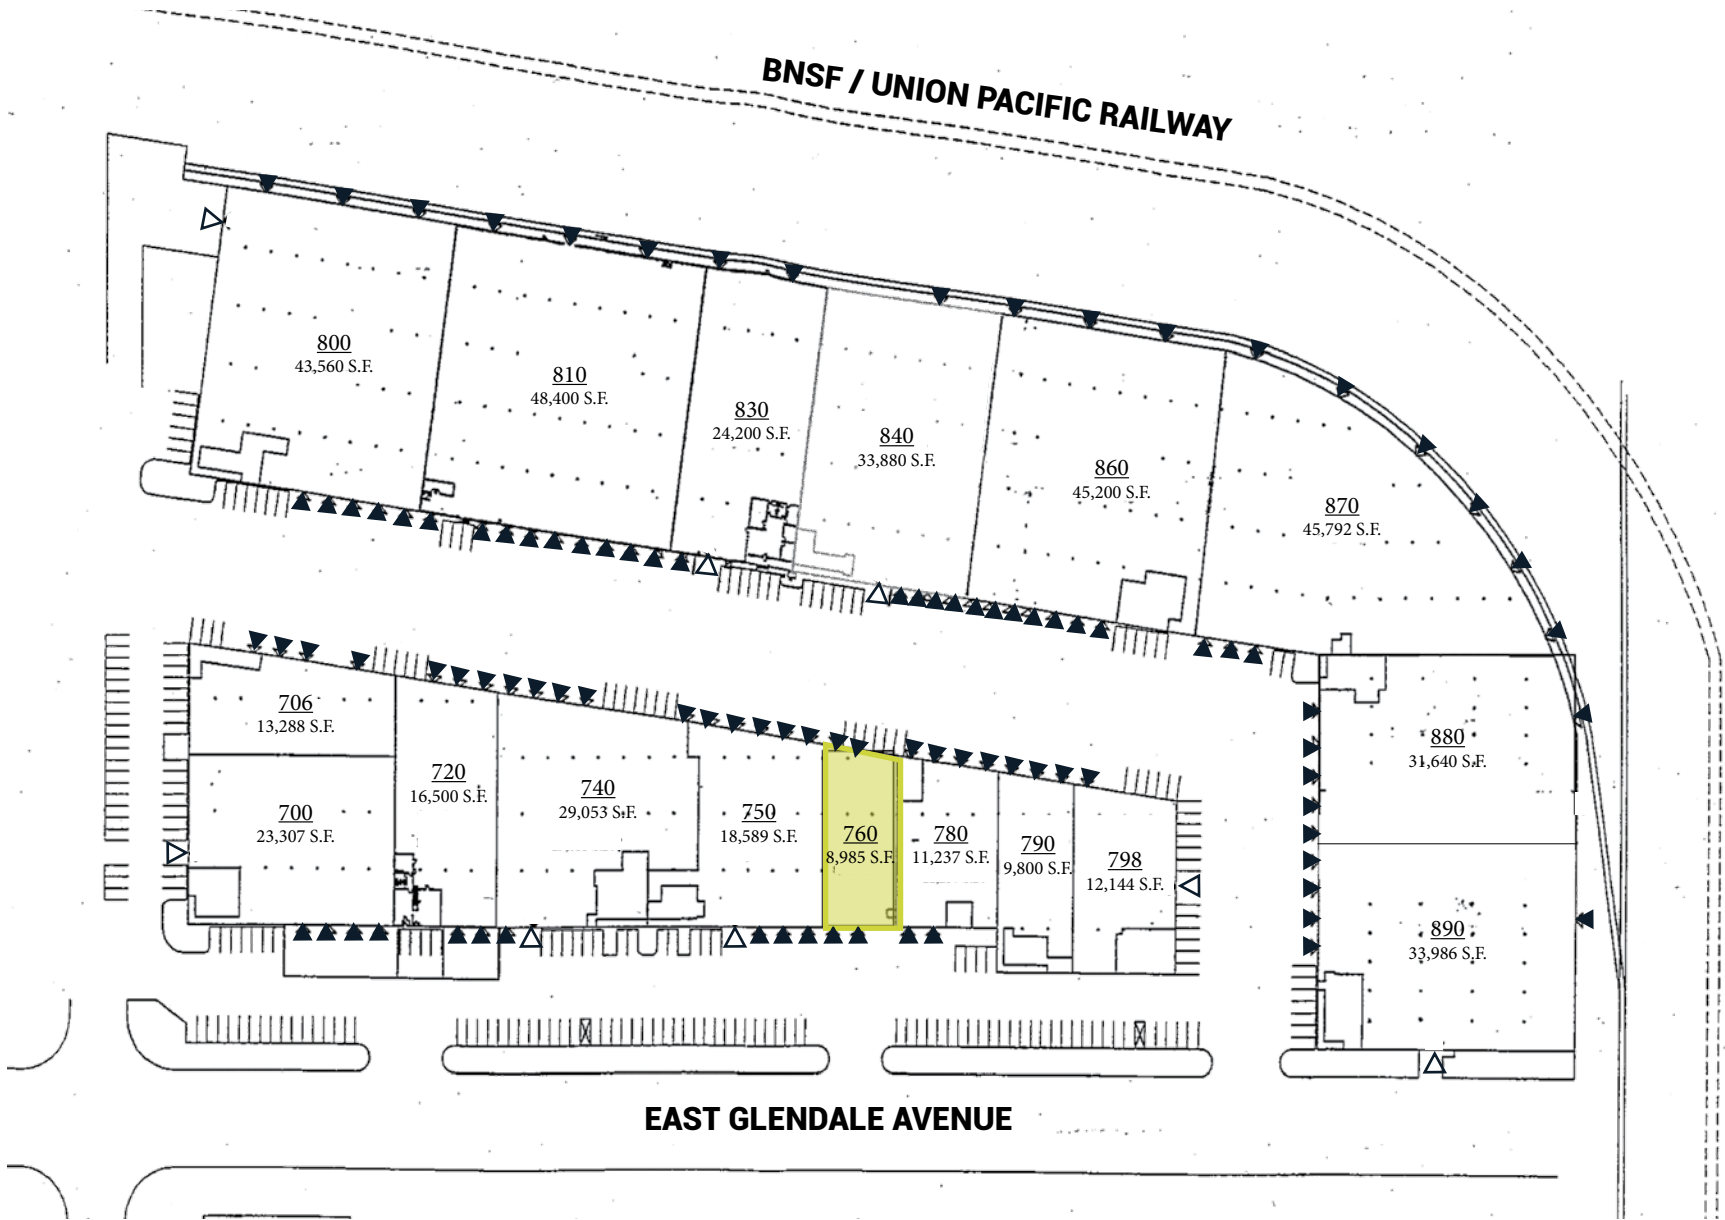 BNSF / UNION PACIFIC RAILWAY
800
43,560 S.F.
810
48,400 S.F.
830
24,200 S.F.
840
33,880 S.F.
860
45,200 S.F.
870
45,792 S.F.
706
13,288 S.F.
700
23,307 S.F.
720
16,500 S.F.
740
29,053 S.F.
750
18,589 S.F.
760
8,985 S.F.
780
11,237 S.F.
790
9,800 S.F.
798
12,144 S.F.
880
31,640 S.F.
890
33,986 S.F.
EAST GLENDALE AVENUE